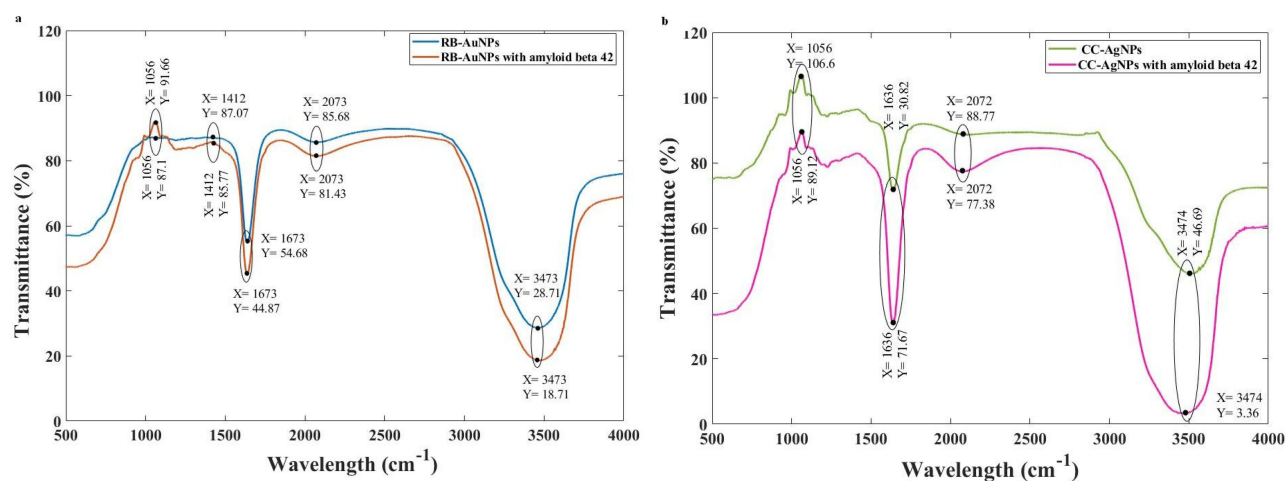 a
RB-AuNPs
RB-AuNPs with amyloid beta 42
Transmittance (%)
120
100
80
60
40
20
0
X= 1056
Y= 91.66
X= 1056
Y= 87.1
X= 1412
Y= 87.07
X= 1412
Y= 85.77
X= 1673
Y= 54.68
X= 1673
Y= 44.87
X= 2073
Y= 85.68
X= 2073
Y= 81.43
X= 3473
Y= 28.71
X= 3473
Y= 18.71
500 1000 1500 2000 2500 3000 3500 4000
Wavelength (cm⁻¹)
b
CC-AgNPs
CC-AgNPs with amyloid beta 42
Transmittance (%)
120
100
80
60
40
20
0
X= 1056
Y= 106.6
X= 1056
Y= 89.12
X= 1636
Y= 30.82
X= 1636
Y= 71.67
X= 2072
Y= 88.77
X= 2072
Y= 77.38
X= 3474
Y= 46.69
X= 3474
Y= 3.36
500 1000 1500 2000 2500 3000 3500 4000
Wavelength (cm⁻¹)